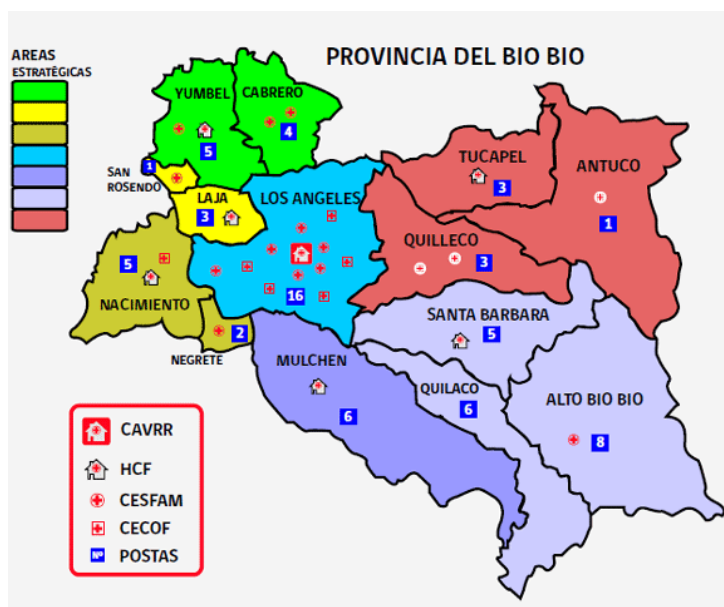 PROVINCIA DEL BIO BIO
AREAS
ESTRATÉGICAS
YUMBEL
CABRERO
4
5
1
SAN
ROSENDO
LAJA
3
LOS ANGELES
16
TUCAPEL
3
ANTUCO
1
QUILLECO
3
5
NACIMIENTO
2
NEGRETE
SANTA BARBARA
5
MULCHEN
6
QUILACO
6
ALTO BIO BIO
8
CAVRR
HCF
CESFAM
CECOF
Nº POSTAS